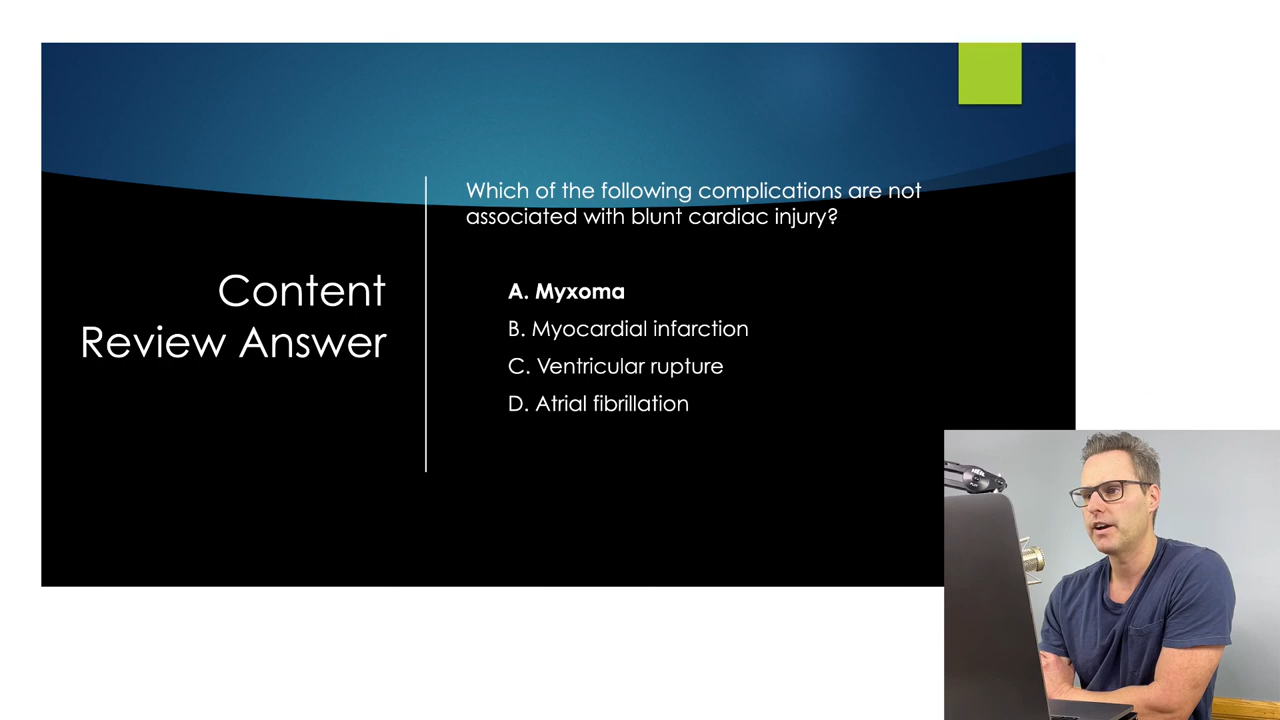 Content
Review Answer
Which of the following complications are not
associated with blunt cardiac injury?
A. Myxoma
B. Myocardial infarction
C. Ventricular rupture
D. Atrial fibrillation